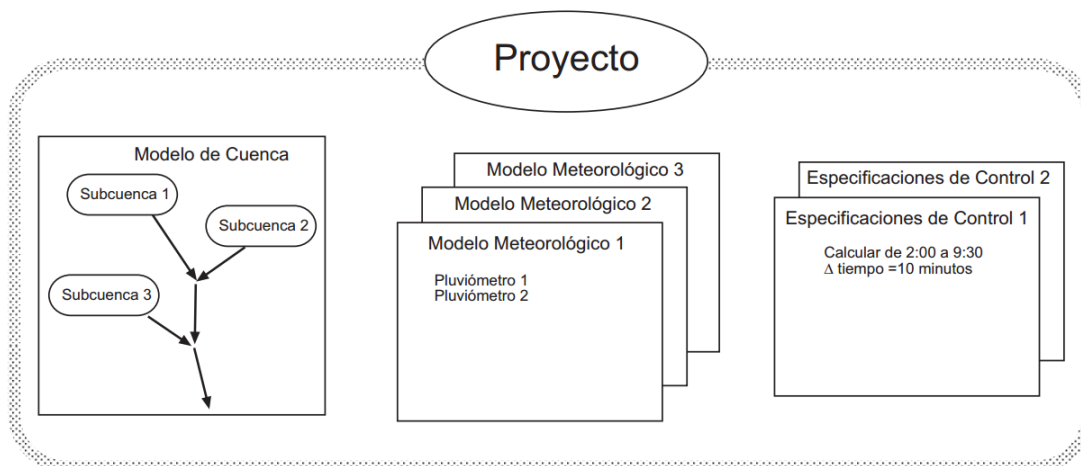 Proyecto
Modelo de Cuenca
Subcuenca 1
Subcuenca 2
Subcuenca 3
Modelo Meteorológico 3
Modelo Meteorológico 2
Modelo Meteorológico 1
Pluviómetro 1
Pluviómetro 2
Especificaciones de Control 2
Especificaciones de Control 1
Calcular de 2:00 a 9:30
Δ tiempo =10 minutos